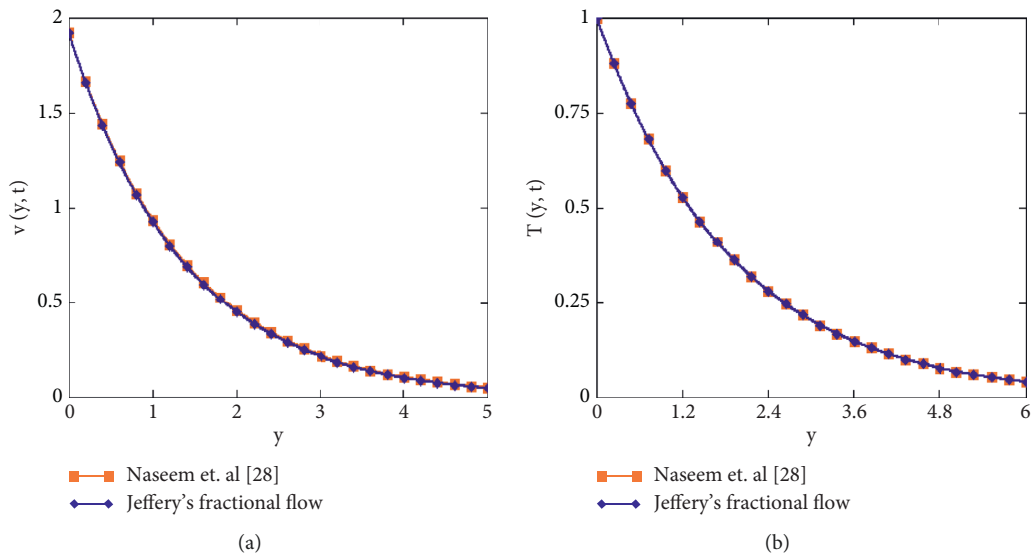 2
1.5
1
0.5
0
v (y, t)
0 1 2 3 4 5
y
Naseem et. al [28]
Jeffery's fractional flow
(a)
1
0.75
0.5
0.25
0
T (y, t)
0 1.2 2.4 3.6 4.8 6
y
Naseem et. al [28]
Jeffery's fractional flow
(b)